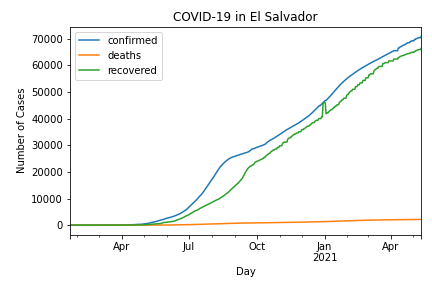 COVID-19 in El Salvador
confirmed
deaths
recovered
Number of Cases
70000
60000
50000
40000
30000
20000
10000
0
Apr
Jul
Oct
Jan
2021
Apr
Day